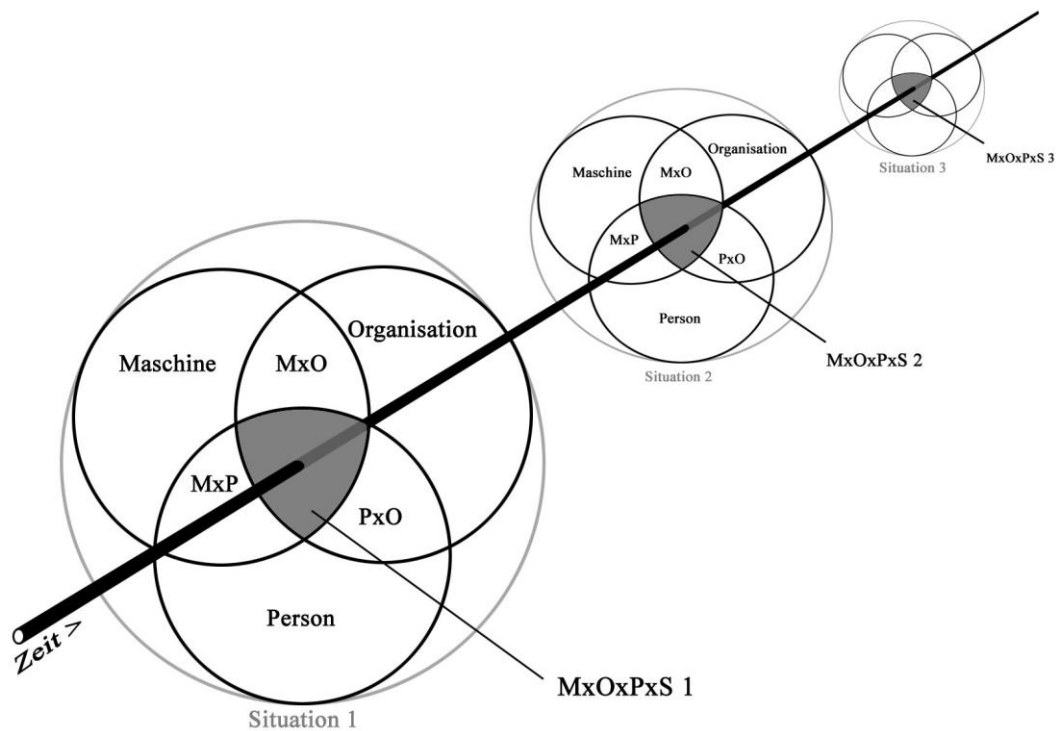 Maschine
MxO
Organisation
MxP
PxO
Person
MxOxPxS 1
Situation 1
Zeit >
Maschine
MxO
Organisation
MxP
PxO
Person
MxOxPxS 2
Situation 2
MxOxPxS 3
Situation 3